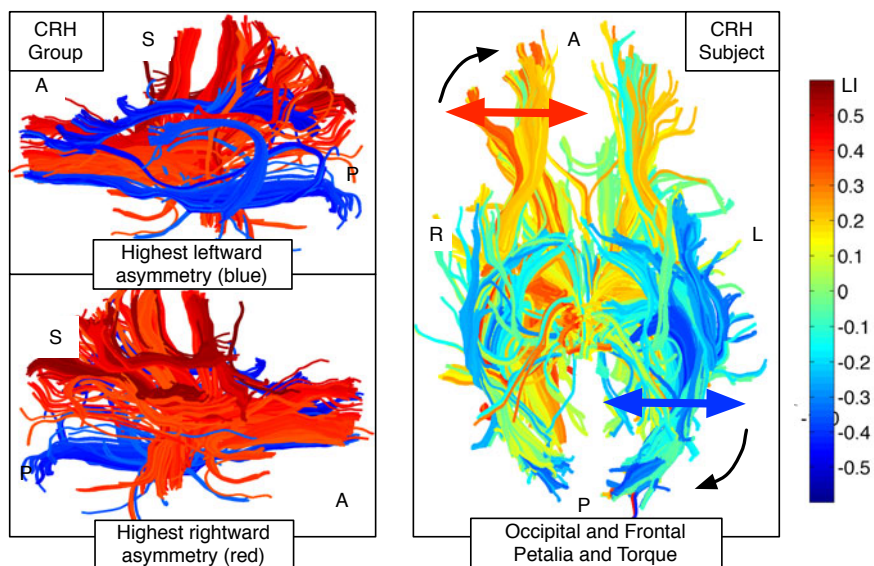 CRH
Group
S
A
P
Highest leftward
asymmetry (blue)
S
P
A
Highest rightward
asymmetry (red)
CRH
Subject
A
R
L
P
Occipital and Frontal
Petalia and Torque
LI
0.5
0.4
0.3
0.2
0.1
0
-0.1
-0.2
-0.3
-0.4
-0.5